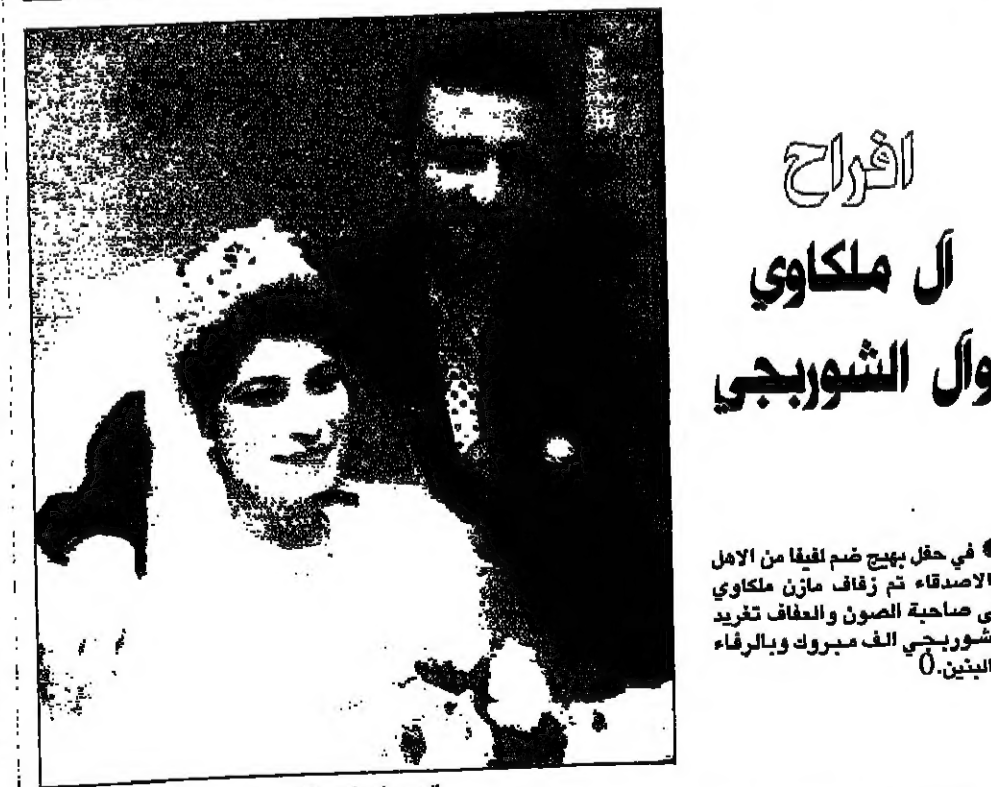 افراح
آل ملكاوي
وآل الشوربجي
في حفل بهيج ضم لفيفا من الاهل
الاصدقاء تم زفاف مازن ملكاوي
ى صاحبة الصون والعفاف تغريد
شوربجي الف مبروك وبالرفاء
البنين.()